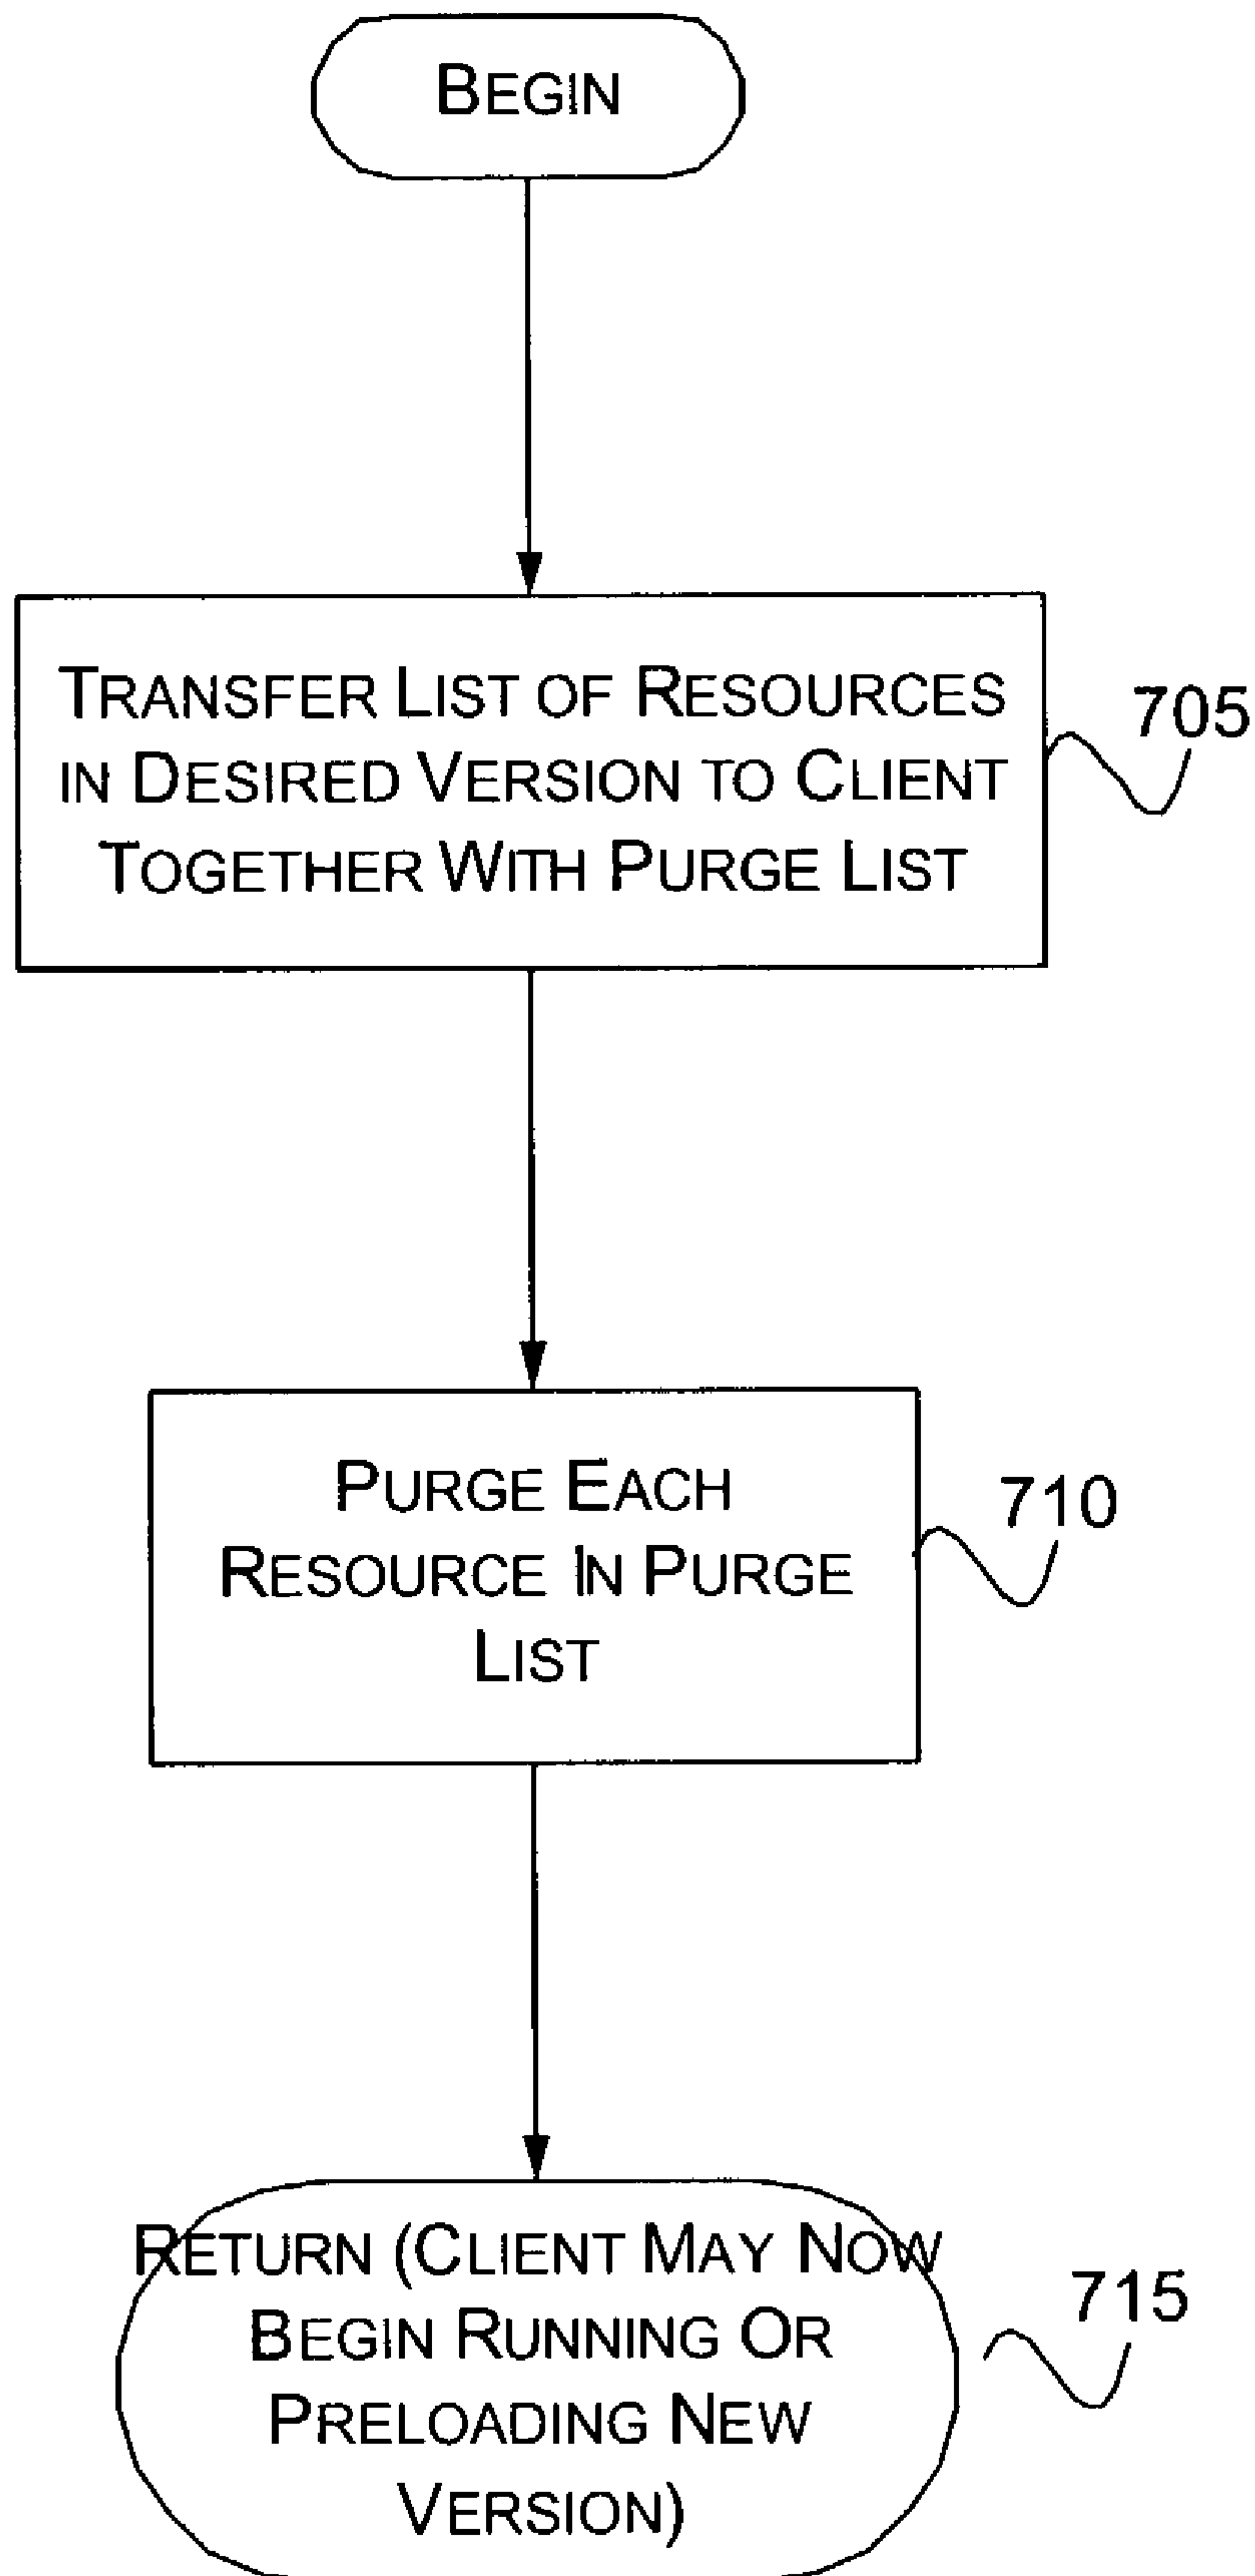 BEGIN
TRANSFER LIST OF RESOURCES
IN DESIRED VERSION TO CLIENT
TOGETHER WITH PURGE LIST
705
PURGE EACH
RESOURCE IN PURGE
LIST
710
RETURN (CLIENT MAY NOW
BEGIN RUNNING OR
PRELOADING NEW
VERSION)
715